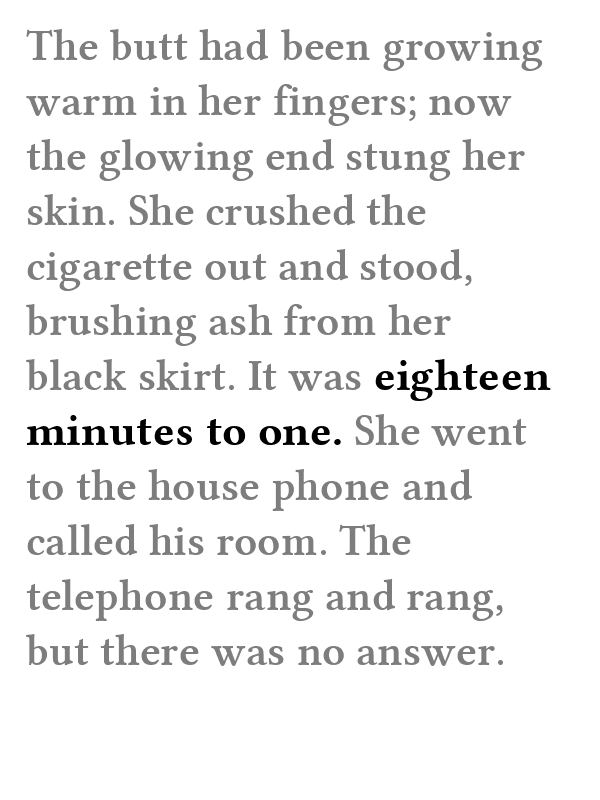 The butt had been growing
warm in her fingers; now
the glowing end stung her
skin. She crushed the
cigarette out and stood,
brushing ash from her
black skirt. It was eighteen
minutes to one. She went
to the house phone and
called his room. The
telephone rang and rang,
but there was no answer.